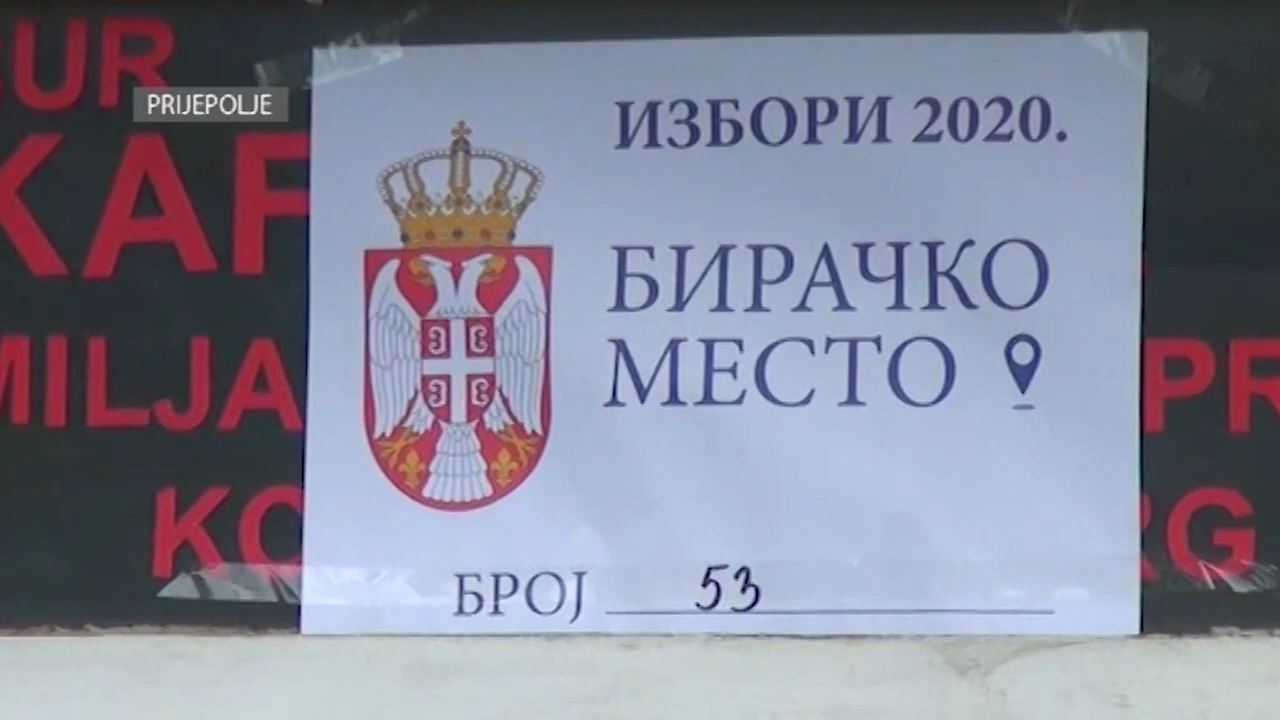 PRIJEPOLJE
ИЗБОРИ 2020.
БИРАЧКО
МЕСТО
БРОЈ 53